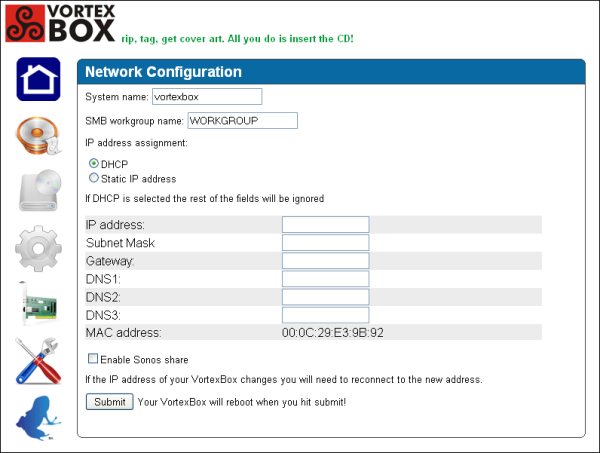 VORTEX
BOX
rip, tag, get cover art. All you do is insert the CD!
Network Configuration
System name: vortexbox
SMB workgroup name: WORKGROUP
IP address assignment:
DHCP
Static IP address
If DHCP is selected the rest of the fields will be ignored
IP address:
Subnet Mask
Gateway:
DNS1:
DNS2:
DNS3:
MAC address: 00:0C:29:E3:9B:92
Enable Sonos share
If the IP address of your VortexBox changes you will need to reconnect to the new address.
Submit Your VortexBox will reboot when you hit submit!